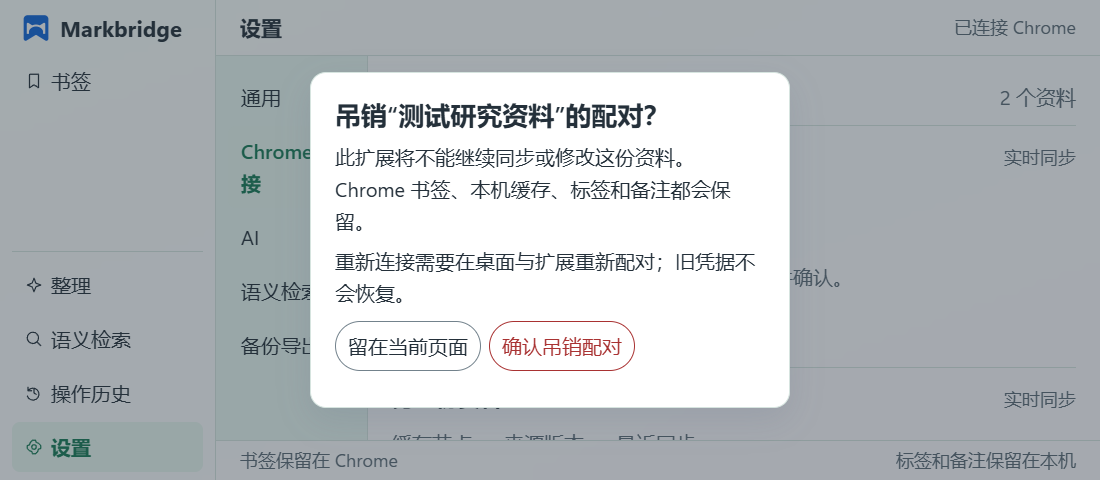 Markbridge
书签
整理
语义检索
操作历史
设置
设置
已连接 Chrome
通用
Chrome
接
AI
语义检索
备份导出
2 个资料
实时同步
确认。
实时同步
吊销“测试研究资料”的配对？
此扩展将不能继续同步或修改这份资料。
Chrome 书签、本机缓存、标签和备注都会保
留。
重新连接需要在桌面与扩展重新配对；旧凭据不
会恢复。
留在当前页面
确认吊销配对
书签保留在 Chrome
标签和备注保留在本机